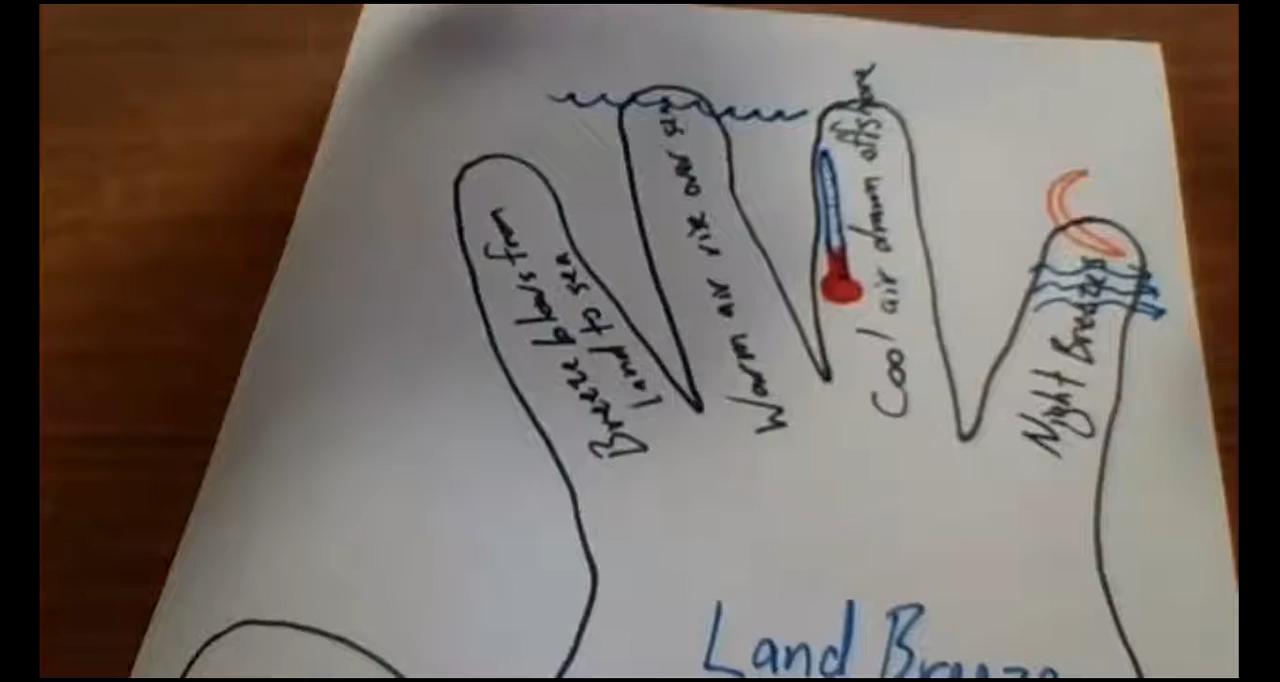 Breeze blows from
land to sea
Warm air rise over sea
Cool air drawn offshore
Night Breezes
Land Breeze